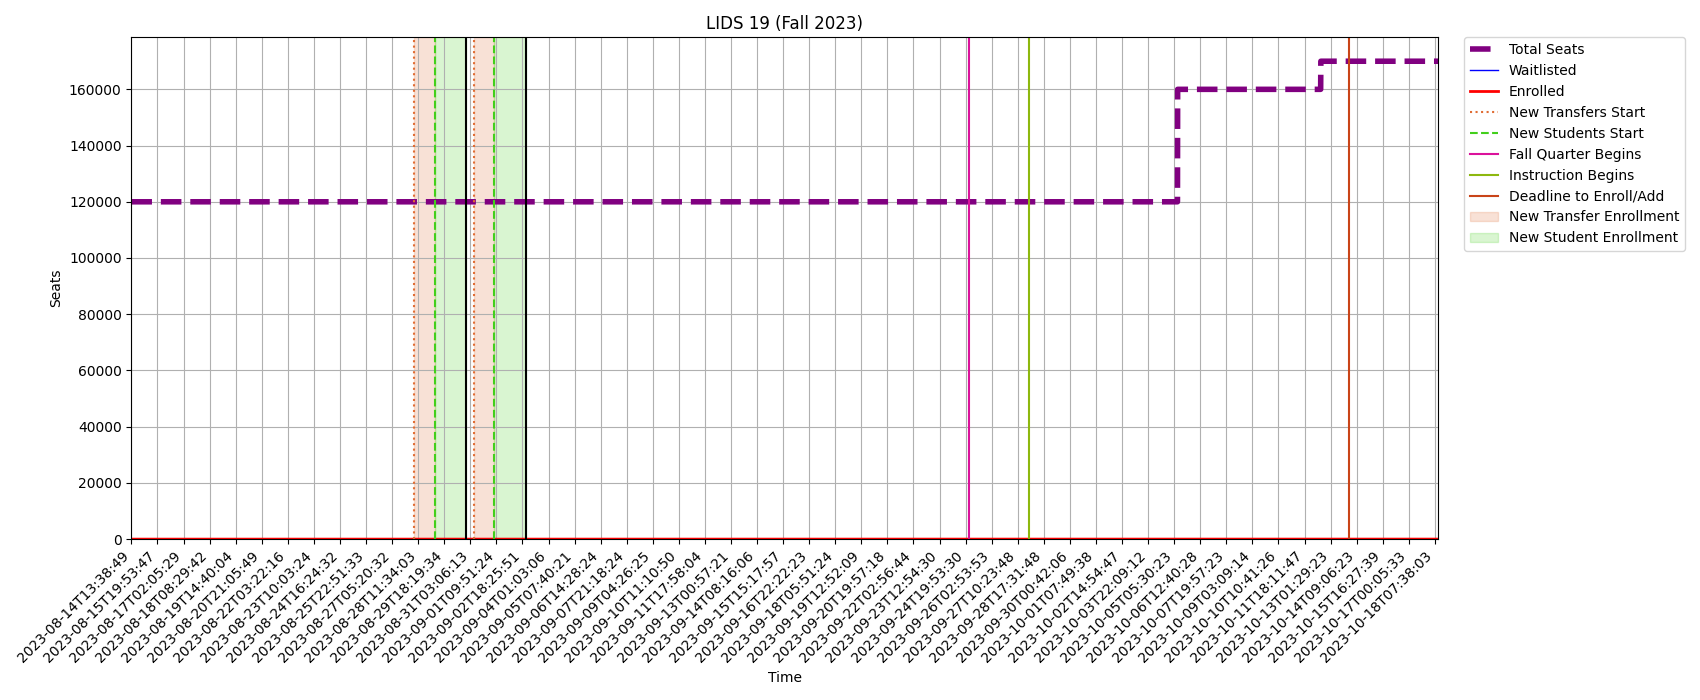 LIDS 19 (Fall 2023)
Total Seats
Waitlisted
Enrolled
New Transfers Start
New Students Start
Fall Quarter Begins
Instruction Begins
Deadline to Enroll/Add
New Transfer Enrollment
New Student Enrollment
Seats
160000
140000
120000
100000
80000
60000
40000
20000
0
2023-08-14T13:38:49
2023-08-15T19:53:47
2023-08-17T02:05:29
2023-08-18T08:29:42
2023-08-19T14:40:04
2023-08-20T21:05:49
2023-08-22T03:22:16
2023-08-23T10:03:24
2023-08-24T16:24:32
2023-08-25T22:51:33
2023-08-27T05:20:32
2023-08-28T11:34:03
2023-08-29T18:19:34
2023-08-31T03:06:13
2023-09-01T09:51:24
2023-09-02T18:25:51
2023-09-04T01:03:06
2023-09-05T07:40:21
2023-09-06T14:28:24
2023-09-07T21:18:24
2023-09-09T04:26:25
2023-09-10T11:10:50
2023-09-11T17:58:04
2023-09-13T00:57:21
2023-09-14T08:16:06
2023-09-15T15:17:57
2023-09-16T22:22:23
2023-09-18T05:51:24
2023-09-19T12:52:09
2023-09-20T19:57:18
2023-09-22T02:56:44
2023-09-23T12:54:30
2023-09-24T19:53:30
2023-09-26T02:53:53
2023-09-27T10:23:48
2023-09-28T17:31:48
2023-09-30T00:42:06
2023-10-01T07:49:38
2023-10-02T14:54:47
2023-10-03T22:09:12
2023-10-05T05:30:23
2023-10-06T12:40:28
2023-10-07T19:57:23
2023-10-09T03:09:14
2023-10-10T10:41:26
2023-10-11T18:11:47
2023-10-13T01:29:23
2023-10-14T09:06:23
2023-10-15T16:27:39
2023-10-17T00:05:33
2023-10-18T07:38:03
Time